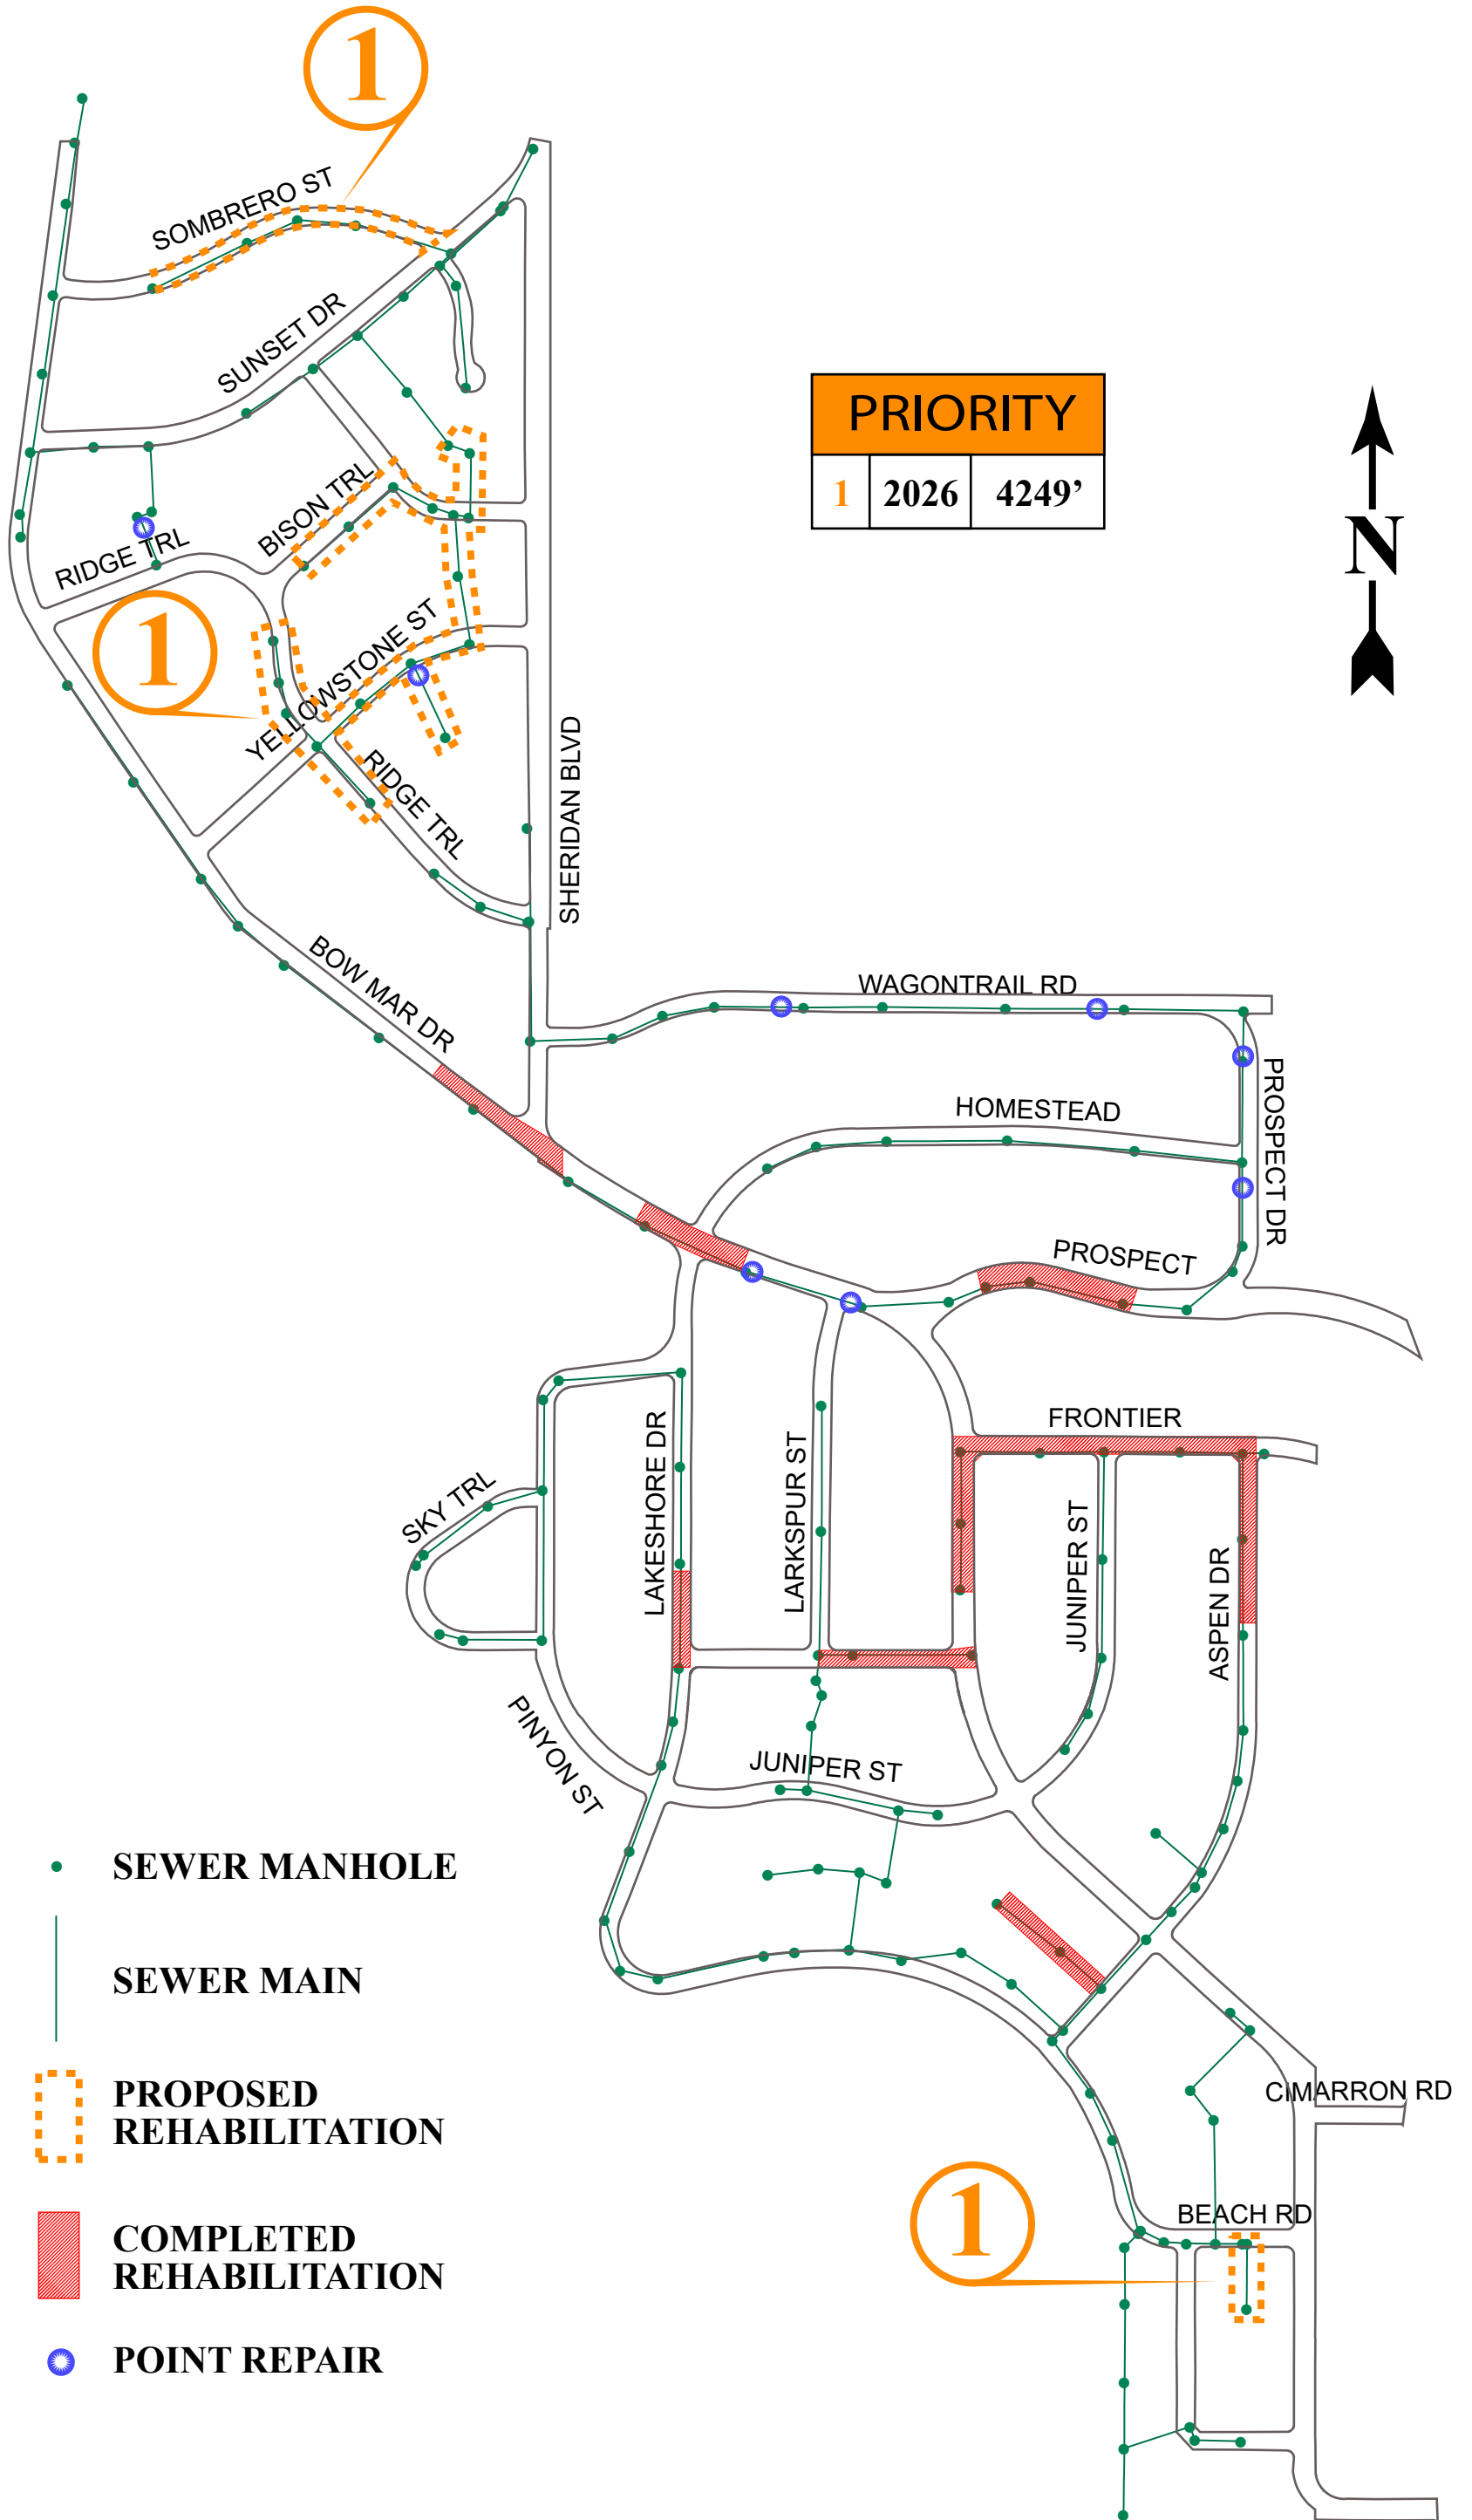 1
SOMBRERO ST
SUNSET DR
PRIORITY
1 2026 4249’
N
BISON TRL
RIDGE TRL
1
YELLOWSTONE ST
RIDGE TRL
SHERIDAN BLVD
BOW MAR DR
WAGONTRAIL RD
HOMESTEAD
PROSPECT DR
PROSPECT
FRONTIER
LAKESHORE DR
LARKSPUR ST
SKY TRL
JUNIPER ST
ASPEN DR
PINYON ST
JUNIPER ST
SEWER MANHOLE
SEWER MAIN
PROPOSED
REHABILITATION
CIMARRON RD
1
BEACH RD
COMPLETED
REHABILITATION
POINT REPAIR